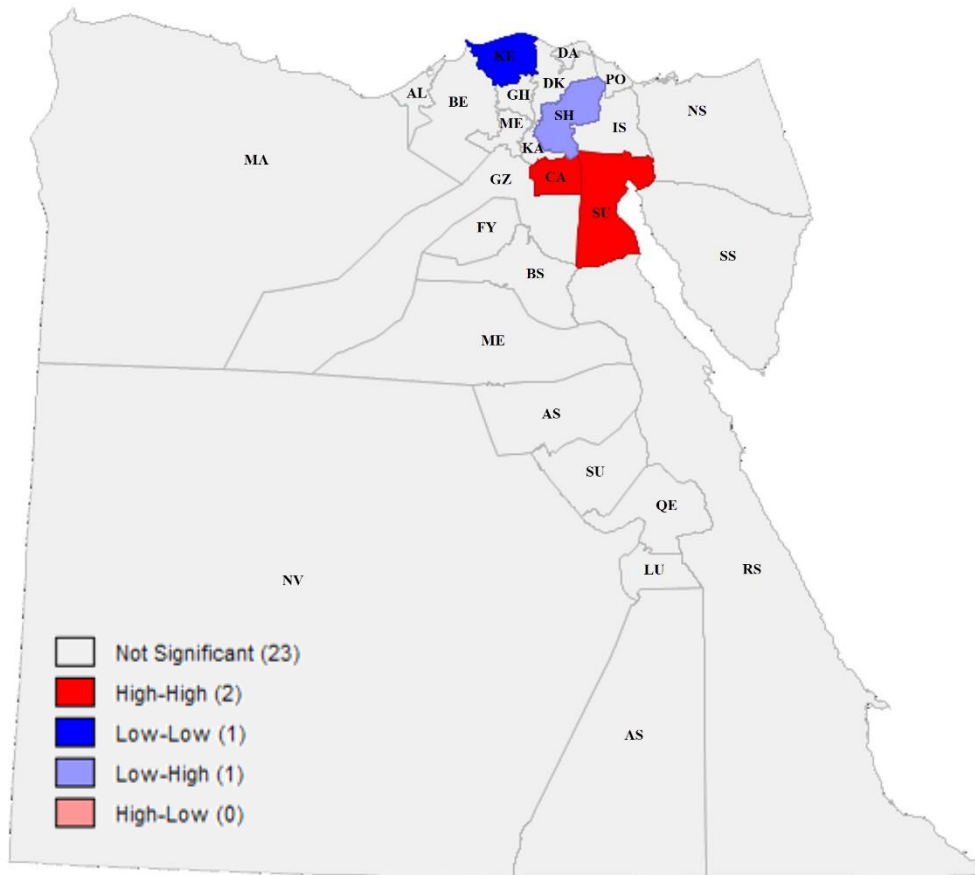 KE
DA
AL
BE
GH
DK
PO
NS
ME
SH
IS
KA
MA
GZ
CA
SU
FY
SS
BS
ME
AS
SU
QE
NV
LU
RS
AS
Not Significant (23)
High-High (2)
Low-Low (1)
Low-High (1)
High-Low (0)